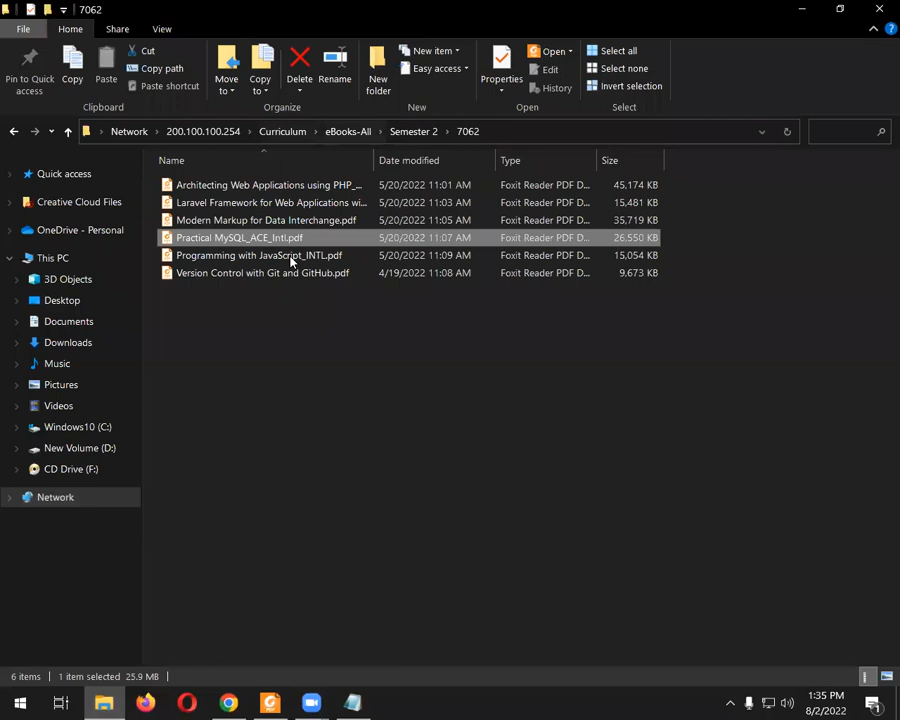 7062
File
Home
Share
View
Pin to Quick access
Copy
Paste
Cut
Copy path
Paste shortcut
Clipboard
Move to
Copy to
Delete
Rename
Organize
New folder
New item
Easy access
New
Properties
Open
Edit
History
Open
Select all
Select none
Invert selection
Select
Network > 200.100.100.254 > Curriculum > eBooks-All > Semester 2 > 7062
Name Date modified Type Size
Architecting Web Applications using PHP_... 5/20/2022 11:01 AM Foxit Reader PDF D... 45,174 KB
Laravel Framework for Web Applications wi... 5/20/2022 11:03 AM Foxit Reader PDF D... 15,481 KB
Modern Markup for Data Interchange.pdf 5/20/2022 11:05 AM Foxit Reader PDF D... 35,719 KB
Practical MySQL_ACE_Intl.pdf 5/20/2022 11:07 AM Foxit Reader PDF D... 26,550 KB
Programming with JavaScript_INTL.pdf 5/20/2022 11:09 AM Foxit Reader PDF D... 15,054 KB
Version Control with Git and GitHub.pdf 4/19/2022 11:08 AM Foxit Reader PDF D... 9,673 KB
Quick access
Creative Cloud Files
OneDrive - Personal
This PC
3D Objects
Desktop
Documents
Downloads
Music
Pictures
Videos
Windows10 (C:)
New Volume (D:)
CD Drive (F:)
Network
6 items 1 item selected 25.9 MB
1:35 PM
8/2/2022
1